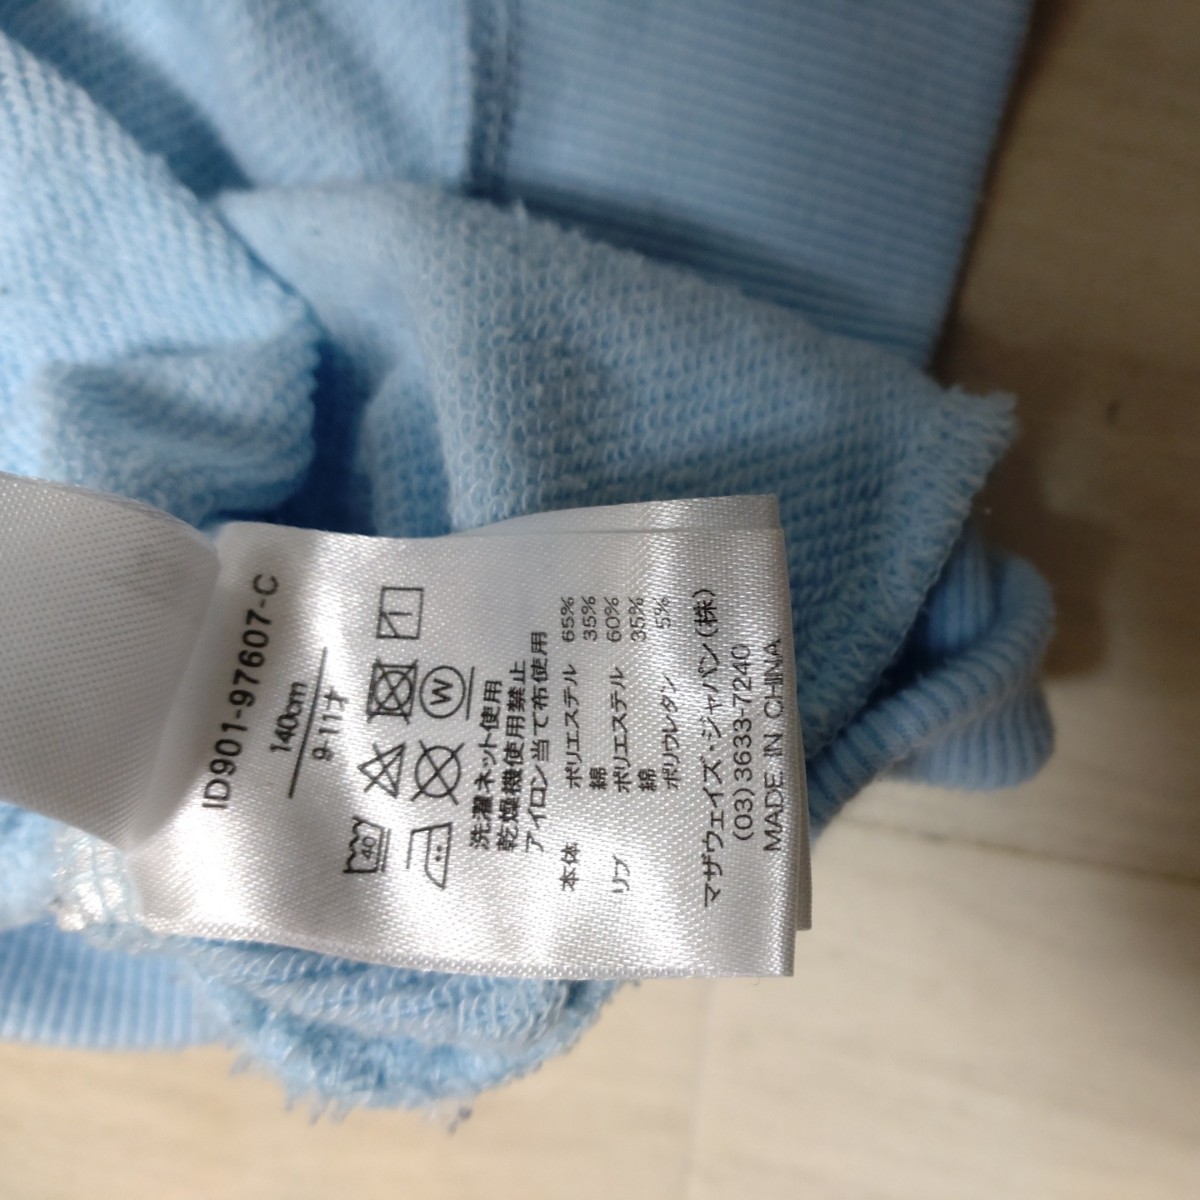 ID901-97607-C
140cm
9-11才
40
W
洗濯ネット使用
乾燥機使用禁止
アイロン当て布使用
本体 ポリエステル 65%
綿 35%
リブ ポリエステル 60%
綿 35%
ポリウレタン 5%
マザウェイズ・ジャパン(株)
(03)3633-7240
MADE IN CHINA